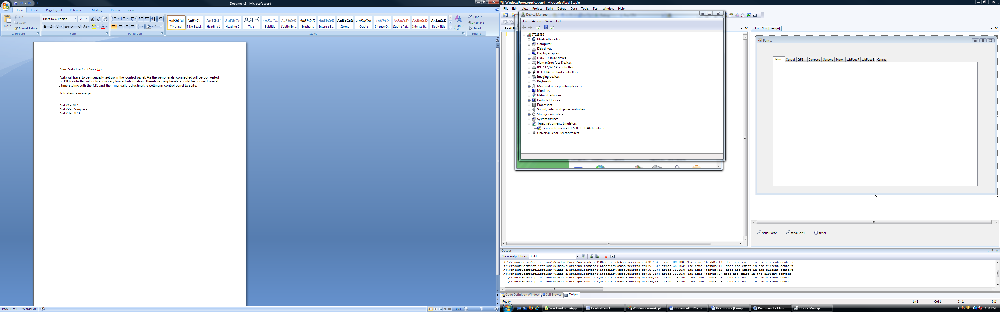 Document3 - Microsoft Word
Home Insert Page Layout References Mailings Review View
Paste
Cut
Copy
Format Painter
Clipboard
Times New Roman 12
Font
Paragraph
AaBbCcI AaBbCcI AaBbC AaBbCc AaB AaBbCc. AaBbCcD AaBbCcD AaBbCcD AaBbCcD AaBbCcI AaBbCcI AaBbCcD AaBbCcD AaBbCcD
¶ Normal ¶ No Spaci... Heading 1 Heading 2 Title Subtitle Subtle Em... Emphasis Intense E... Strong Quote Intense Q... Subtle Ref... Intense R... Book Title
Change Styles
Styles
Find
Replace
Select
Editing
Com Ports For Go Crazy bot:
Ports will have to be manually set up in the control panel. As the peripherals connected will be converted
to USB controller will only show very limited information. Therefore peripherals should be connect one at
a time stating with the MC and then manually adjusting the setting in control panel to suite.
Goto device manager
Port 21= MC
Port 22= Compass
Port 23= GPS
Page: 1 of 1 Words: 70 100%
WindowsFormsApplication4 - Microsoft Visual Studio
File Edit View Project Build Debug Data Tools Test Window Help
TextFil
Device Manager
File Action View Help
IT023936
Bluetooth Radios
Computer
Disk drives
Display adapters
DVD/CD-ROM drives
Human Interface Devices
IDE ATA/ATAPI controllers
IEEE 1394 Bus host controllers
Imaging devices
Keyboards
Mice and other pointing devices
Monitors
Network adapters
Portable Devices
Processors
Sound, video and game controllers
Storage controllers
System devices
Texas Instruments Emulators
Texas Instruments XDS560 PCI JTAG Emulator
Universal Serial Bus controllers
Form1.cs [Design]
Form1
Main Control GPS Compass Sensors Micro tabPage7 tabPage8 Comms
serialPort2 serialPort1 timer1
Output
Show output from: Build
K:\WindowsFormsApplication4\WindowsFormsApplication4\Steering\RobotSteering.cs(88,13): error CS0103: The name 'textBox10' does not exist in the current context
K:\WindowsFormsApplication4\WindowsFormsApplication4\Steering\RobotSteering.cs(89,13): error CS0103: The name 'textBox11' does not exist in the current context
K:\WindowsFormsApplication4\WindowsFormsApplication4\Steering\RobotSteering.cs(90,13): error CS0103: The name 'textBox12' does not exist in the current context
K:\WindowsFormsApplication4\WindowsFormsApplication4\Steering\RobotSteering.cs(98,21): error CS0103: The name 'textBox3' does not exist in the current context
K:\WindowsFormsApplication4\WindowsFormsApplication4\Steering\RobotSteering.cs(104,21): error CS0103: The name 'textBox3' does not exist in the current context
K:\WindowsFormsApplication4\WindowsFormsApplication4\Steering\RobotSteering.cs(135,13): error CS0103: The name 'textBox5' does not exist in the current context
Code Definition Window Call Browser Output
Ready Ln 1 Col 1 Ch 1 INS
WindowsFormsAppl... Control Panel WindowsFormsAppl... Document1 - Micro... Document2 [Comp... Document3 - Micro... Device Manager 7:37 PM